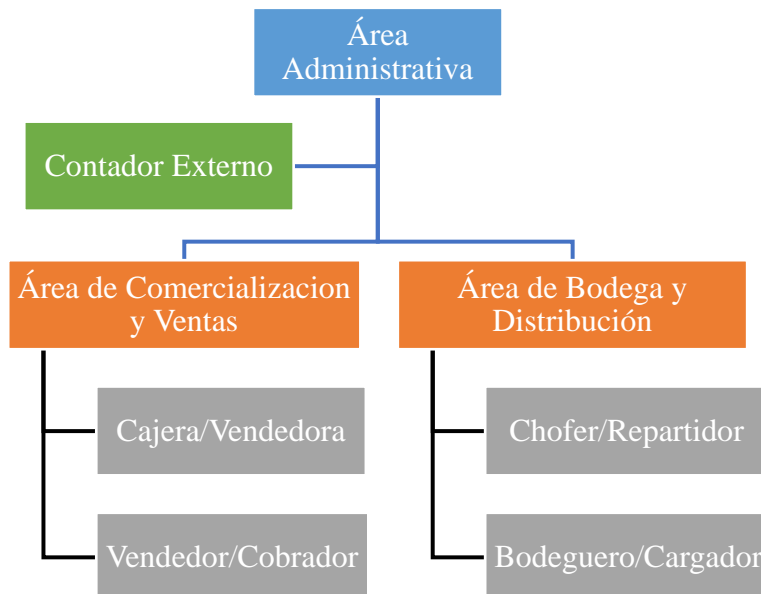 Área
Administrativa
Contador Externo
Área de Comercializacion
y Ventas
Área de Bodega y
Distribución
Cajera/Vendedora
Chofer/Repartidor
Vendedor/Cobrador
Bodeguero/Cargador